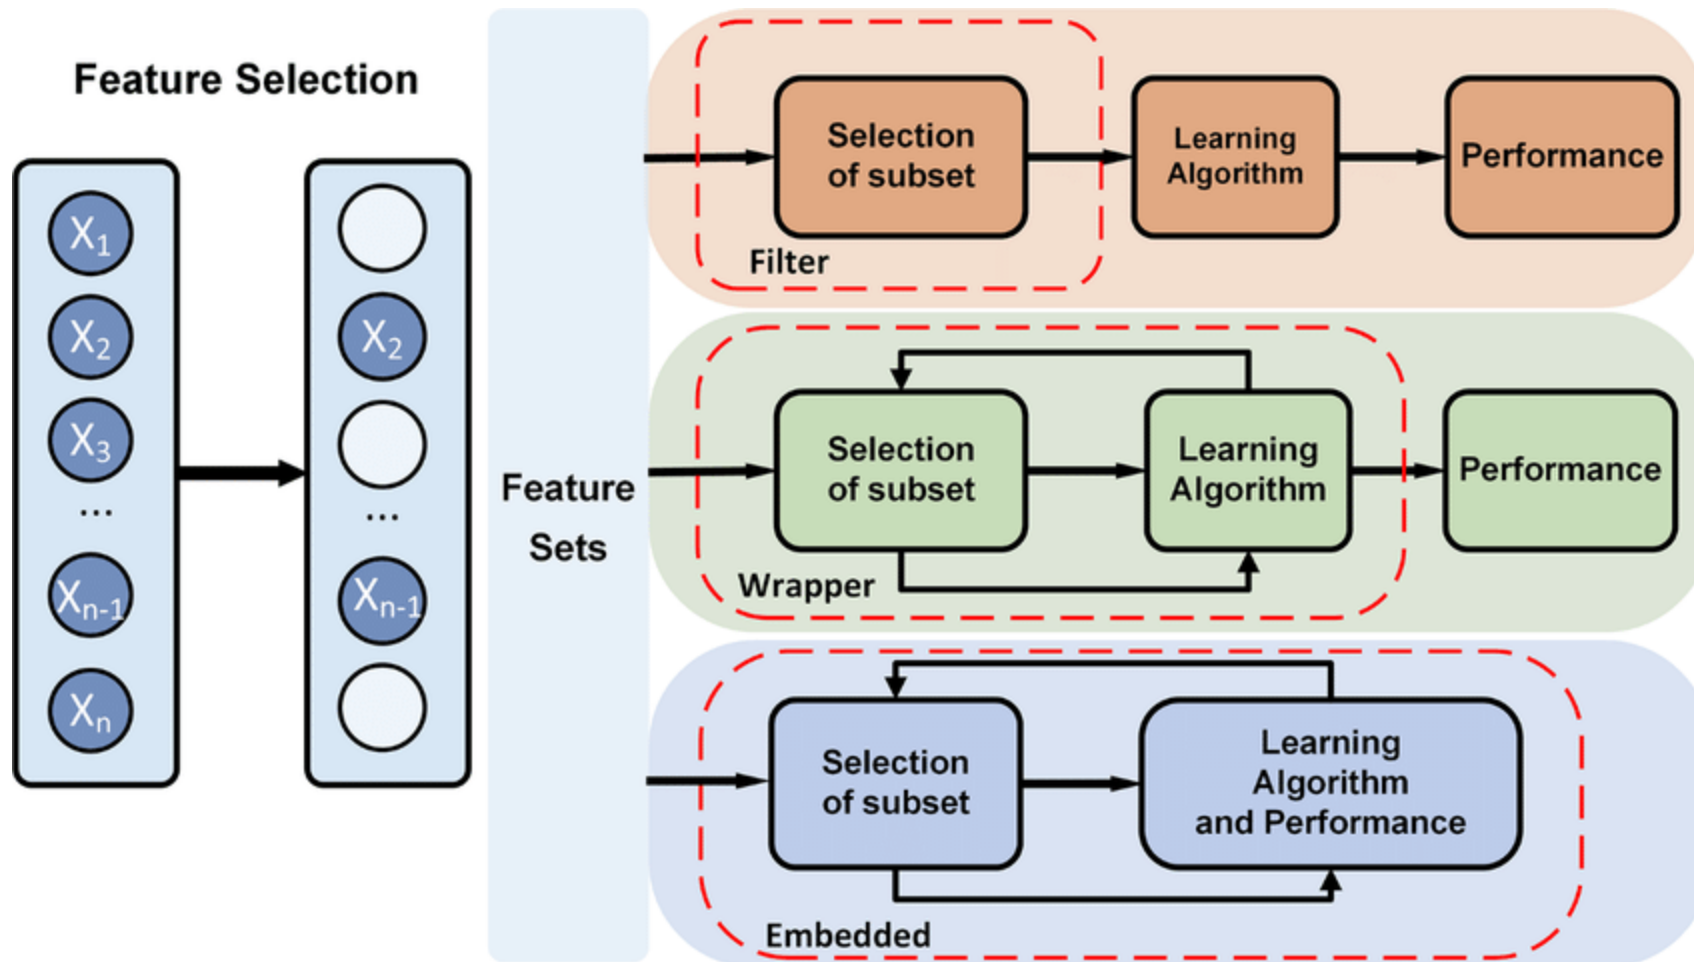 Feature Selection
X1
X2
X3
...
Xn-1
Xn
X2
...
Xn-1
Feature
Sets
Selection
of subset
Learning
Algorithm
Performance
Filter
Selection
of subset
Learning
Algorithm
Performance
Wrapper
Selection
of subset
Learning
Algorithm
and Performance
Embedded